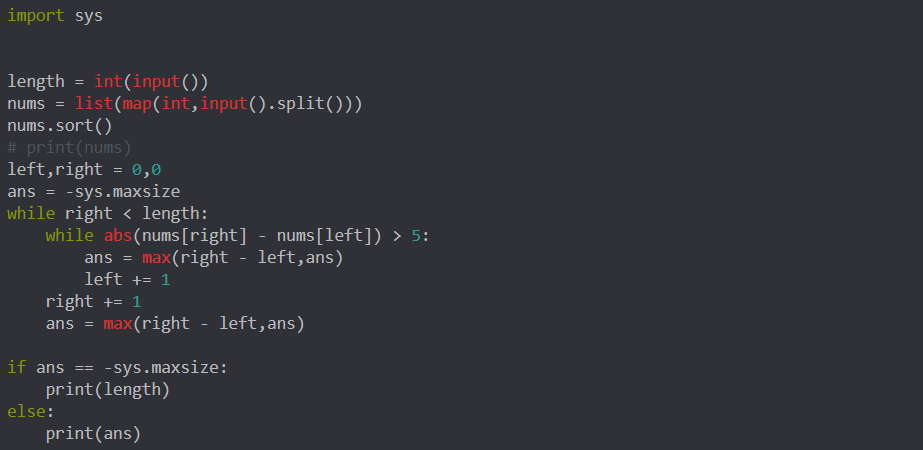 import sys
length = int(input())
nums = list(map(int,input().split()))
nums.sort()
# print(nums)
left,right = 0,0
ans = -sys.maxsize
while right < length:
    while abs(nums[right] - nums[left]) > 5:
        ans = max(right - left,ans)
        left += 1
    right += 1
    ans = max(right - left,ans)
if ans == -sys.maxsize:
    print(length)
else:
    print(ans)